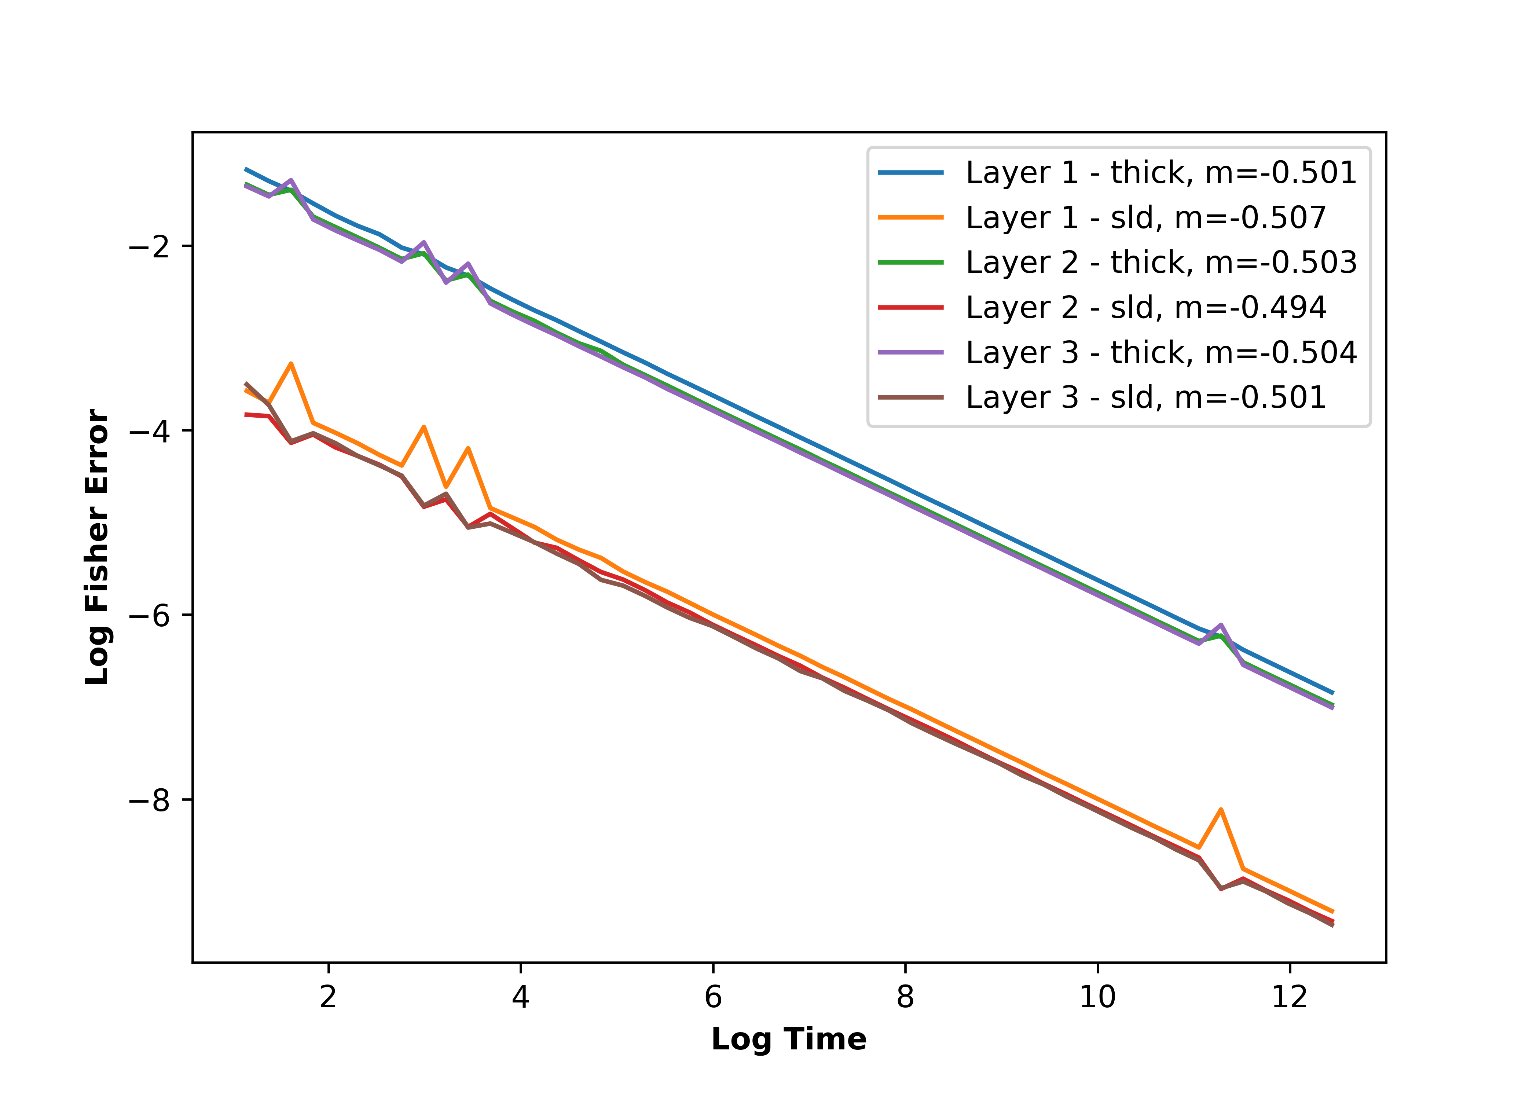 Layer 1 - thick, m=-0.501
Layer 1 - sld, m=-0.507
Layer 2 - thick, m=-0.503
Layer 2 - sld, m=-0.494
Layer 3 - thick, m=-0.504
Layer 3 - sld, m=-0.501
−2
−4
−6
−8
Log Fisher Error
2 4 6 8 10 12
Log Time